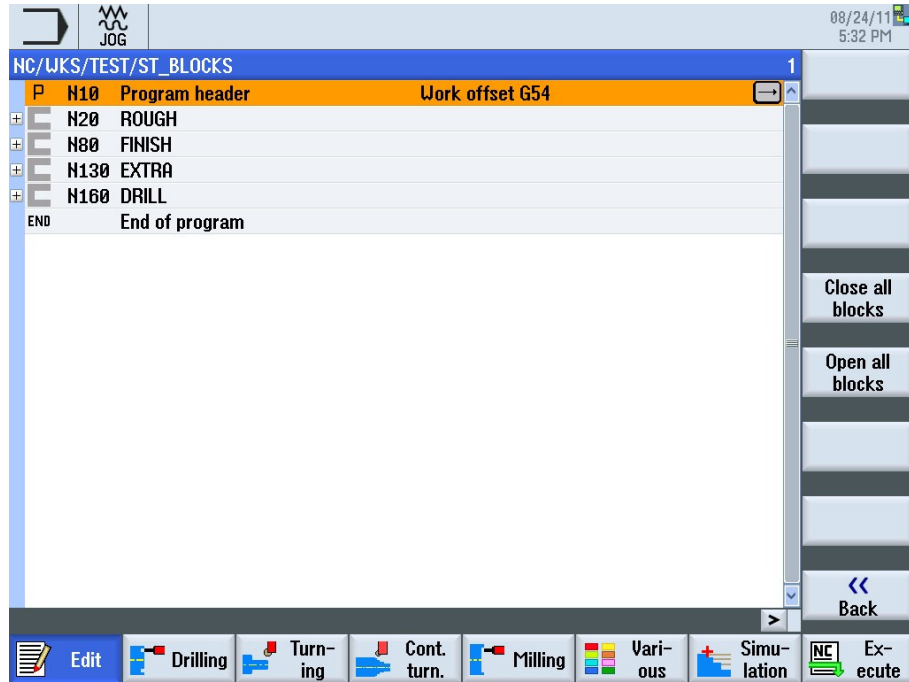 JOG
08/24/11
5:32 PM
NC/WKS/TEST/ST_BLOCKS 1
P N10 Program header Work offset G54
N20 ROUGH
N80 FINISH
N130 EXTRA
N160 DRILL
END End of program
Close all
blocks
Open all
blocks
<<
Back
>
Edit
Drilling
Turn-
ing
Cont.
turn.
Milling
Vari-
ous
Simu-
lation
NC
Ex-
ecute